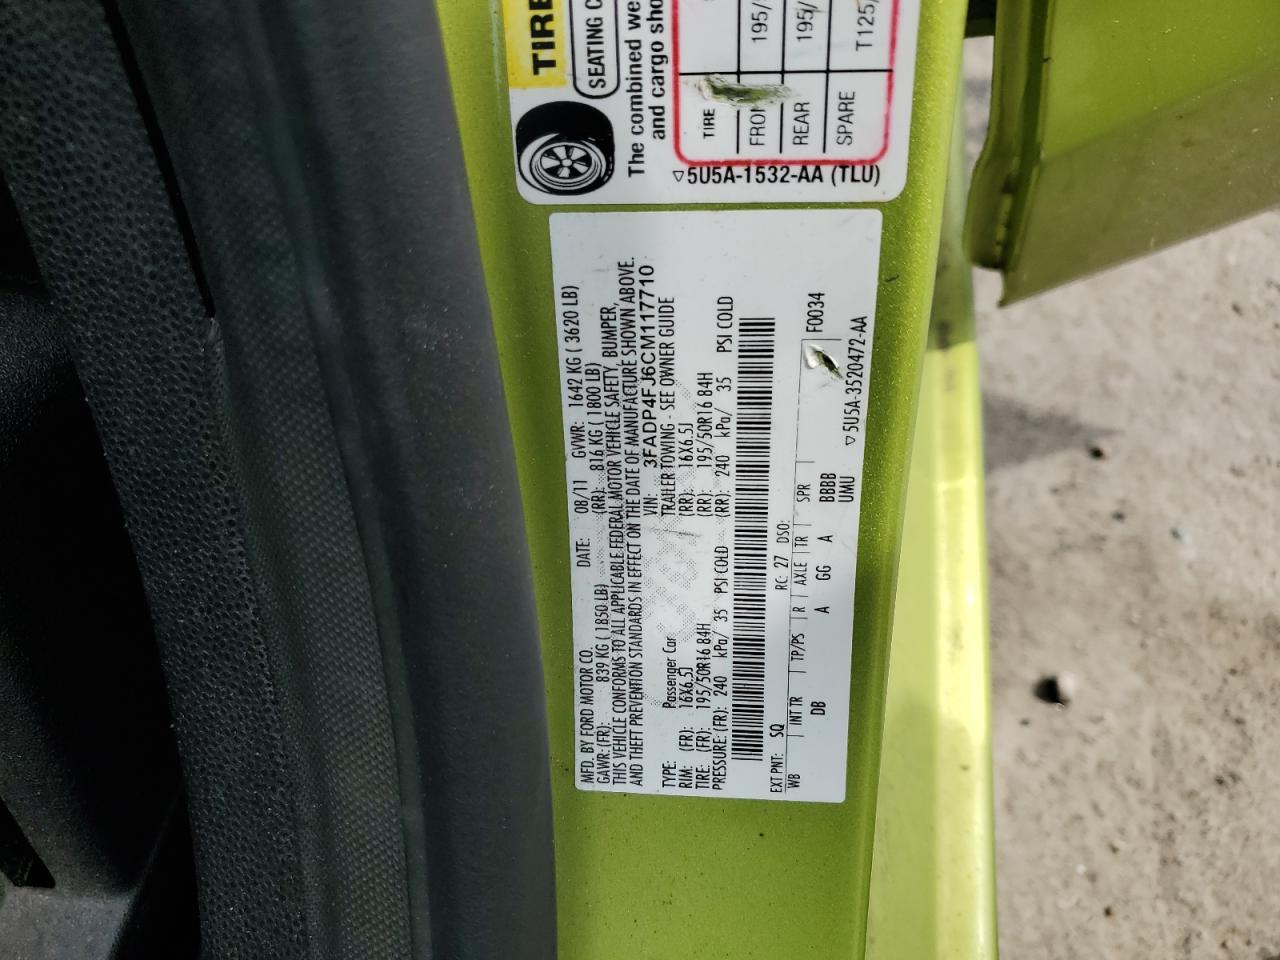 TIRE
SEATING C
The combined we
and cargo sho
TIRE
FRON 195/
REAR 195/
SPARE T125/
▽5U5A-1532-AA (TLU)
MFD. BY FORD MOTOR CO. DATE: 08/11 GVWR: 1642 KG ( 3620 LB)
GAWR: (FR): 839 KG ( 1850 LB) (RR): 816 KG ( 1800 LB)
THIS VEHICLE CONFORMS TO ALL APPLICABLE FEDERAL MOTOR VEHICLE SAFETY, BUMPER,
AND THEFT PREVENTION STANDARDS IN EFFECT ON THE DATE OF MANUFACTURE SHOWN ABOVE.
VIN: 3FADP4FJ6CM117710
TYPE: Passenger Car TRAILER TOWING - SEE OWNER GUIDE
RIM: (FR): 16X6.5J (RR): 16X6.5J
TIRE: (FR): 195/50R16 84H (RR): 195/50R16 84H
PRESSURE: (FR): 240 kPa/ 35 PSI COLD (RR): 240 kPa/ 35 PSI COLD
EXT PNT: SQ RC: 27 DSO: F0034
WB INT TR TP/PS R AXLE TR SPR
DB A GG A BBBB
UMU
▽5U5A-3520472-AA